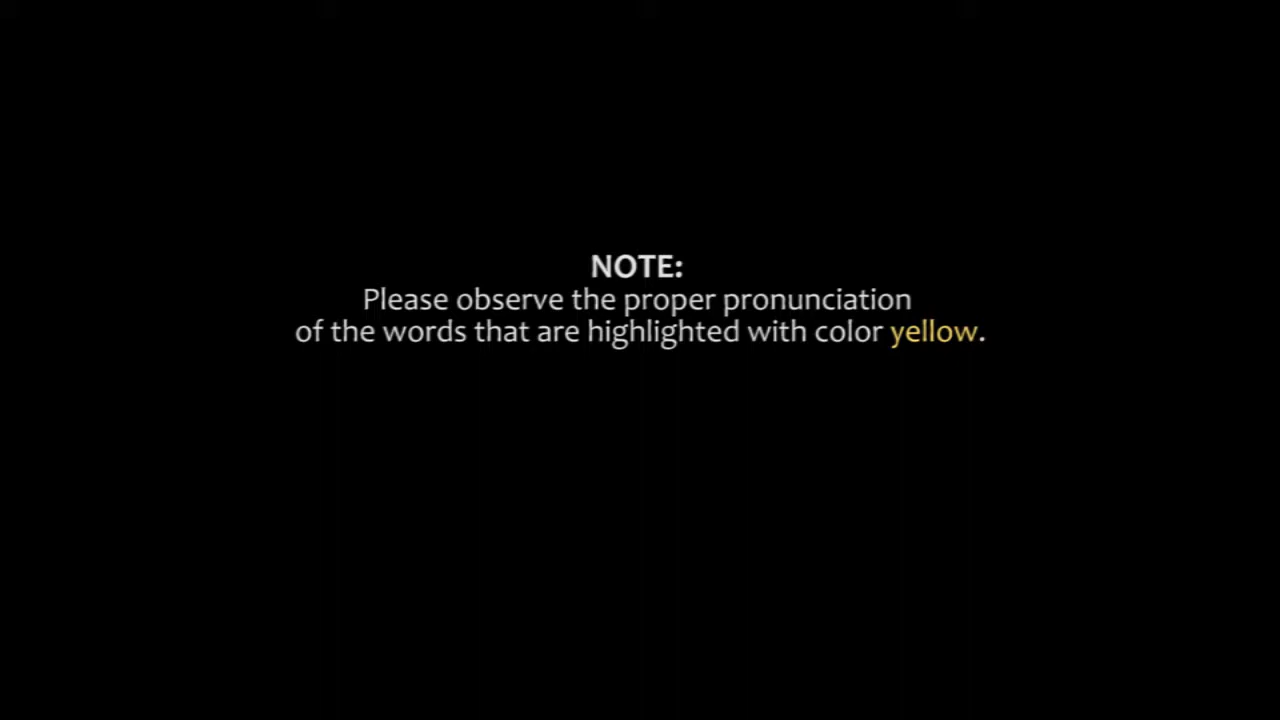 NOTE:
Please observe the proper pronunciation
of the words that are highlighted with color yellow.